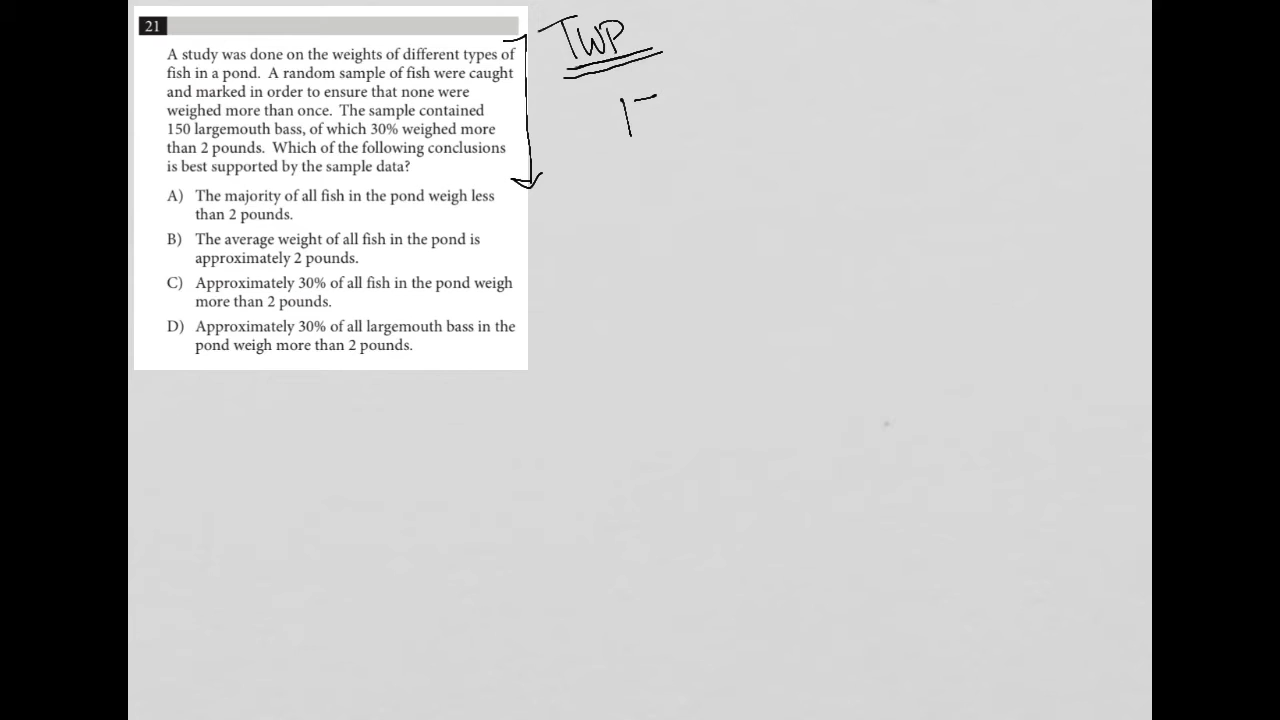 21
A study was done on the weights of different types of
fish in a pond. A random sample of fish were caught
and marked in order to ensure that none were
weighed more than once. The sample contained
150 largemouth bass, of which 30% weighed more
than 2 pounds. Which of the following conclusions
is best supported by the sample data?
A) The majority of all fish in the pond weigh less
than 2 pounds.
B) The average weight of all fish in the pond is
approximately 2 pounds.
C) Approximately 30% of all fish in the pond weigh
more than 2 pounds.
D) Approximately 30% of all largemouth bass in the
pond weigh more than 2 pounds.
TWP